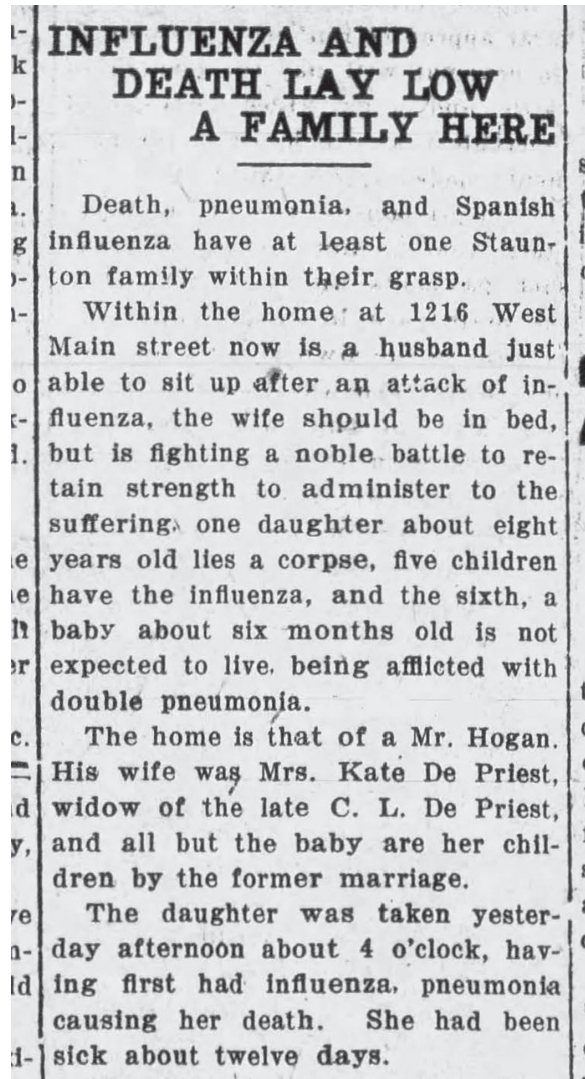 INFLUENZA AND
DEATH LAY LOW
A FAMILY HERE
Death, pneumonia, and Spanish
influenza have at least one Staun-
ton family within their grasp.
Within the home at 1216 West
Main street now is a husband just
able to sit up after an attack of in-
fluenza, the wife should be in bed,
but is fighting a noble battle to re-
tain strength to administer to the
suffering, one daughter about eight
years old lies a corpse, five children
have the influenza, and the sixth, a
baby about six months old is not
expected to live, being afflicted with
double pneumonia.
The home is that of a Mr. Hogan.
His wife was Mrs. Kate De Priest,
widow of the late C. L. De Priest,
and all but the baby are her chil-
dren by the former marriage.
The daughter was taken yester-
day afternoon about 4 o'clock, hav-
ing first had influenza, pneumonia
causing her death. She had been
sick about twelve days.